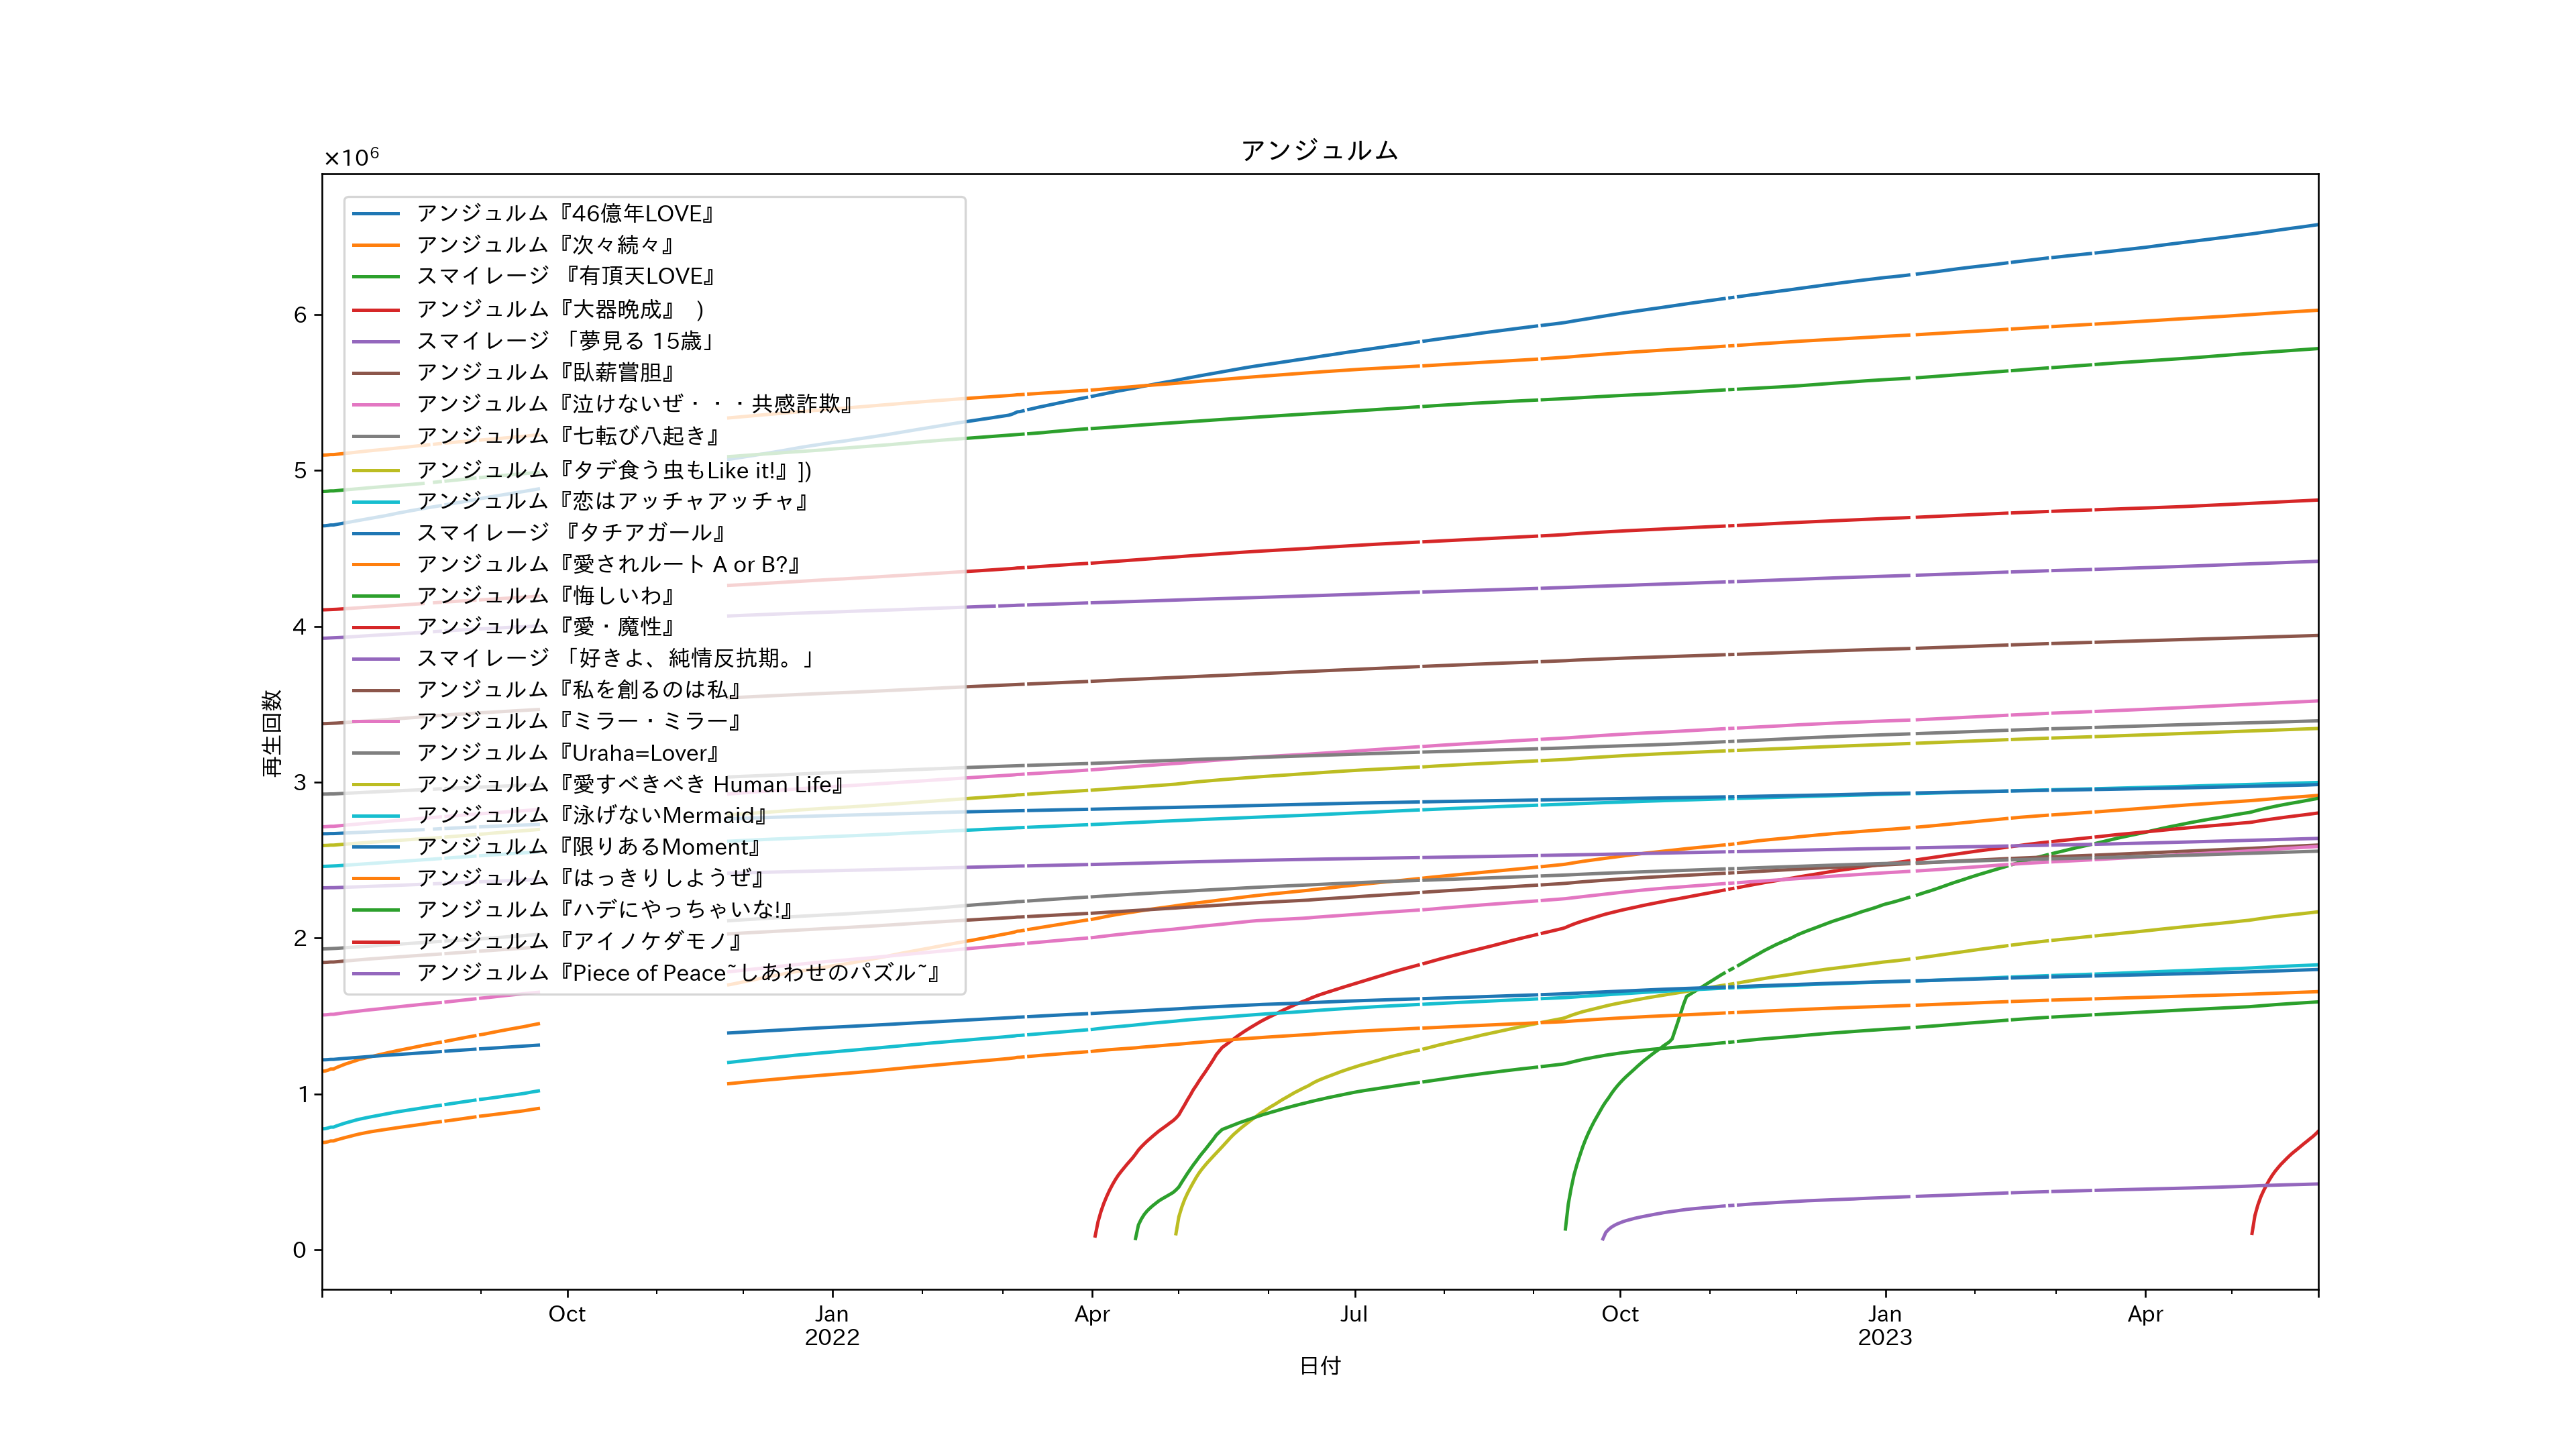 アンジュルム
×10⁶
アンジュルム『46億年LOVE』
アンジュルム『次々続々』
スマイレージ 『有頂天LOVE』
アンジュルム『大器晩成』 )
スマイレージ 「夢見る 15歳」
アンジュルム『臥薪嘗胆』
アンジュルム『泣けないぜ・・・共感詐欺』
アンジュルム『七転び八起き』
アンジュルム『タデ食う虫もLike it!』])
アンジュルム『恋はアッチャアッチャ』
スマイレージ 『タチアガール』
アンジュルム『愛されルート A or B?』
アンジュルム『悔しいわ』
アンジュルム『愛・魔性』
スマイレージ 「好きよ、純情反抗期。」
アンジュルム『私を創るのは私』
アンジュルム『ミラー・ミラー』
アンジュルム『Uraha=Lover』
アンジュルム『愛すべきべき Human Life』
アンジュルム『泳げないMermaid』
アンジュルム『限りあるMoment』
アンジュルム『はっきりしようぜ』
アンジュルム『ハデにやっちゃいな!』
アンジュルム『アイノケダモノ』
アンジュルム『Piece of Peace~しあわせのパズル~』
再生回数
6
5
4
3
2
1
0
Oct
Jan
2022
Apr
Jul
Oct
Jan
2023
Apr
日付